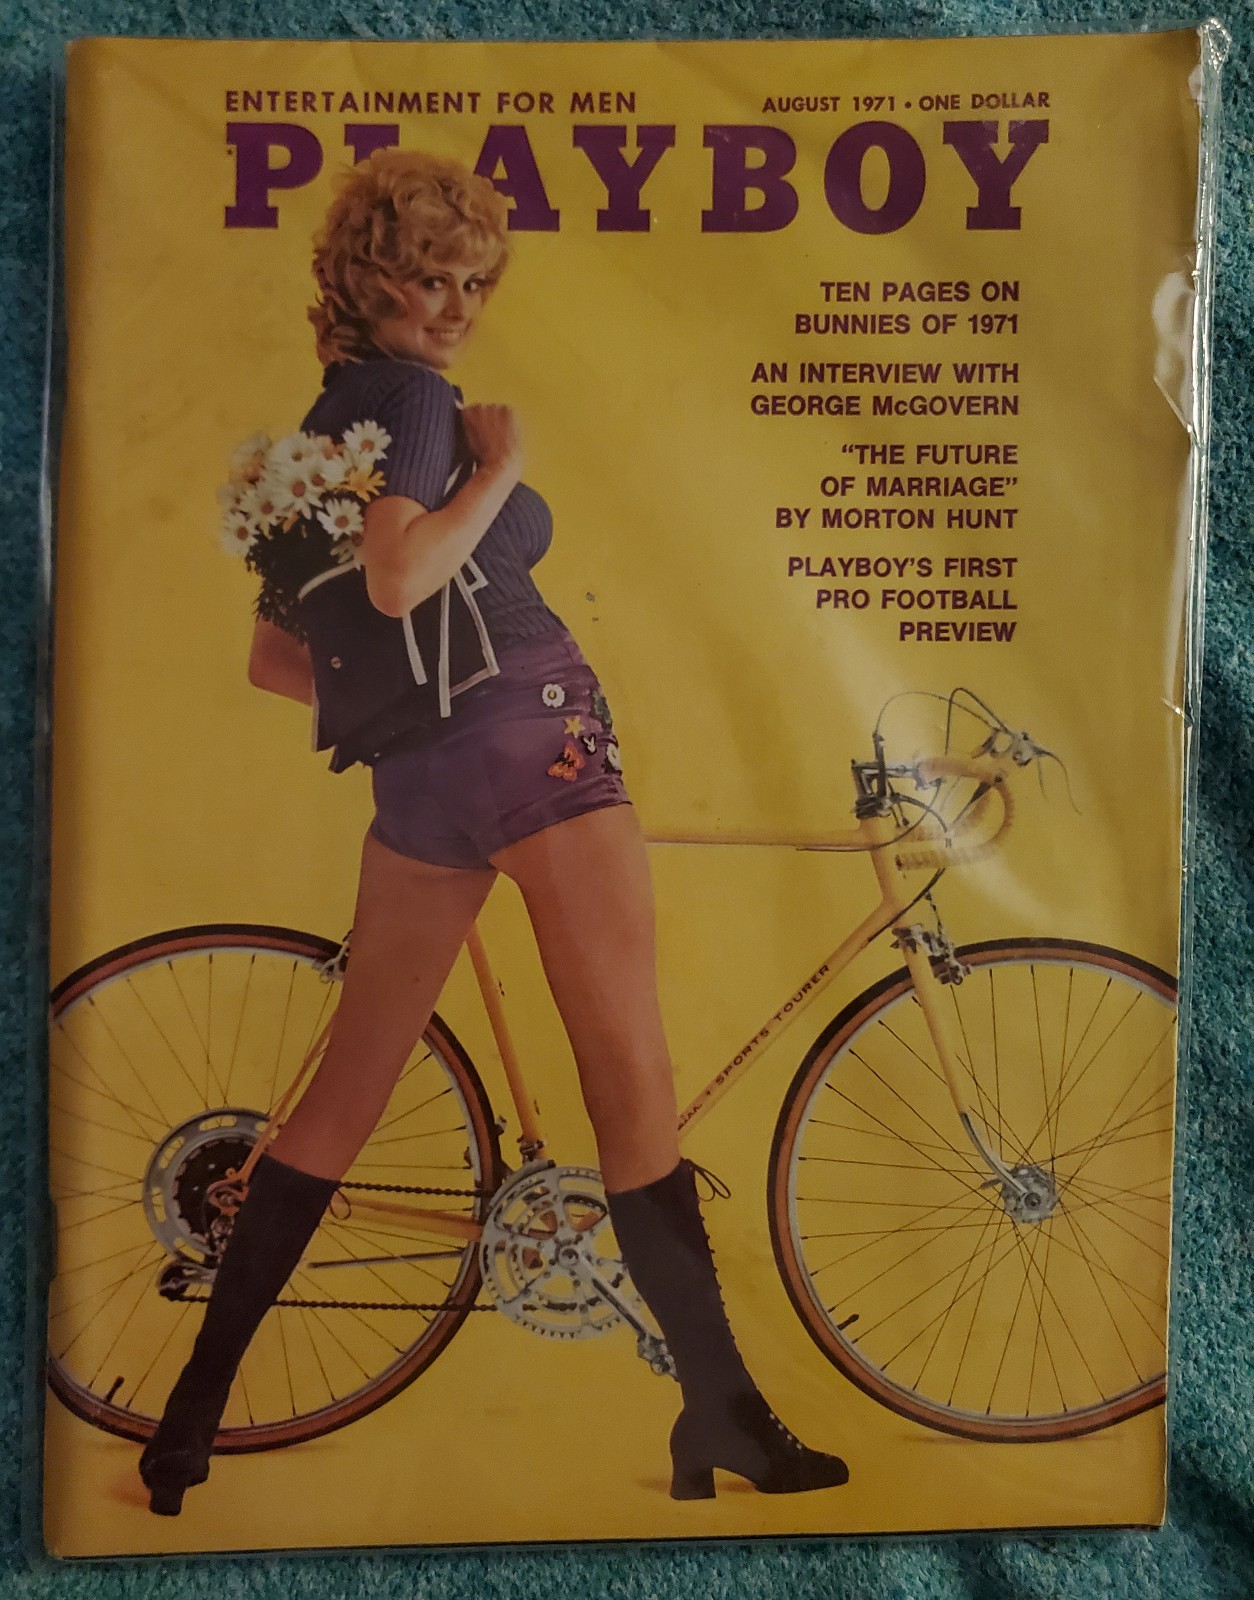 ENTERTAINMENT FOR MEN
AUGUST 1971 • ONE DOLLAR
PLAYBOY
TEN PAGES ON
BUNNIES OF 1971
AN INTERVIEW WITH
GEORGE McGOVERN
“THE FUTURE
OF MARRIAGE”
BY MORTON HUNT
PLAYBOY’S FIRST
PRO FOOTBALL
PREVIEW
SPORTS TOURER